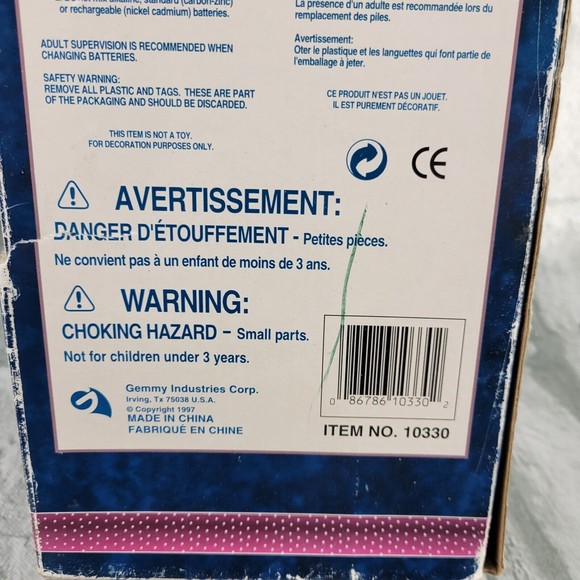 not mix alkaline, standard (carbon-zinc)
or rechargeable (nickel cadmium) batteries.
ADULT SUPERVISION IS RECOMMENDED WHEN
CHANGING BATTERIES.
SAFETY WARNING:
REMOVE ALL PLASTIC AND TAGS. THESE ARE PART
OF THE PACKAGING AND SHOULD BE DISCARDED.
THIS ITEM IS NOT A TOY.
FOR DECORATION PURPOSES ONLY.
La présence d'un adulte est recommandée lors du
remplacement des piles.
Avertissement:
Oter le plastique et les languettes qui font partie de
l'emballage à jeter.
CE PRODUIT N'EST PAS UN JOUET.
IL EST PUREMENT DÉCORATIF.
CE
AVERTISSEMENT:
DANGER D'ÉTOUFFEMENT - Petites pièces.
Ne convient pas à un enfant de moins de 3 ans.
WARNING:
CHOKING HAZARD - Small parts.
Not for children under 3 years.
Gemmy Industries Corp.
Irving, Tx 75038 U.S.A.
© Copyright 1997
MADE IN CHINA
FABRIQUÉ EN CHINE
0 86786 10330 2
ITEM NO. 10330